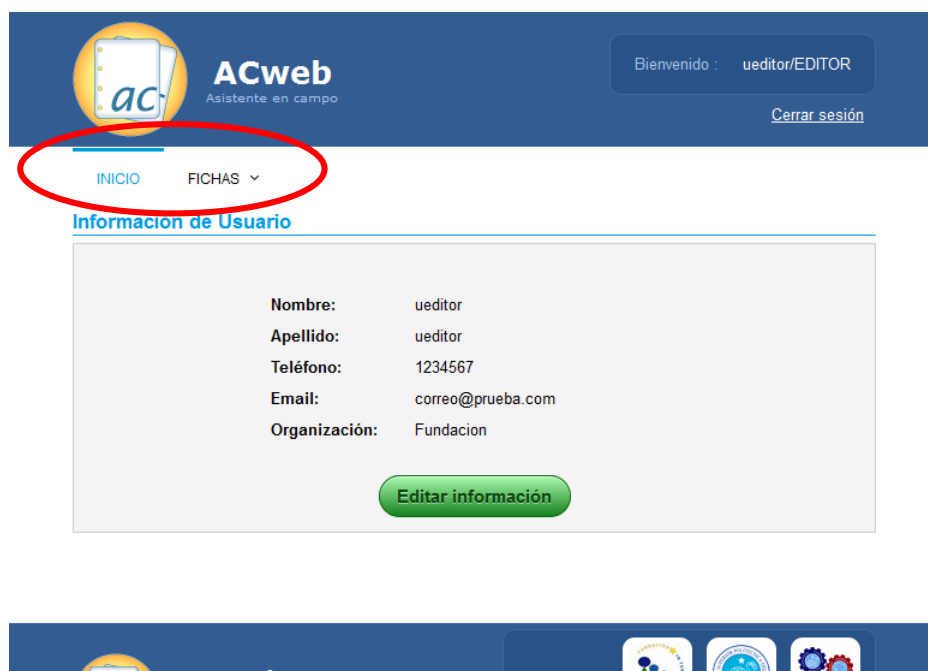 ac
ACweb
Asistente en campo
Bienvenido : ueditor/EDITOR
Cerrar sesión
INICIO FICHAS
Información de Usuario
Nombre: ueditor
Apellido: ueditor
Teléfono: 1234567
Email: correo@prueba.com
Organización: Fundacion
Editar información